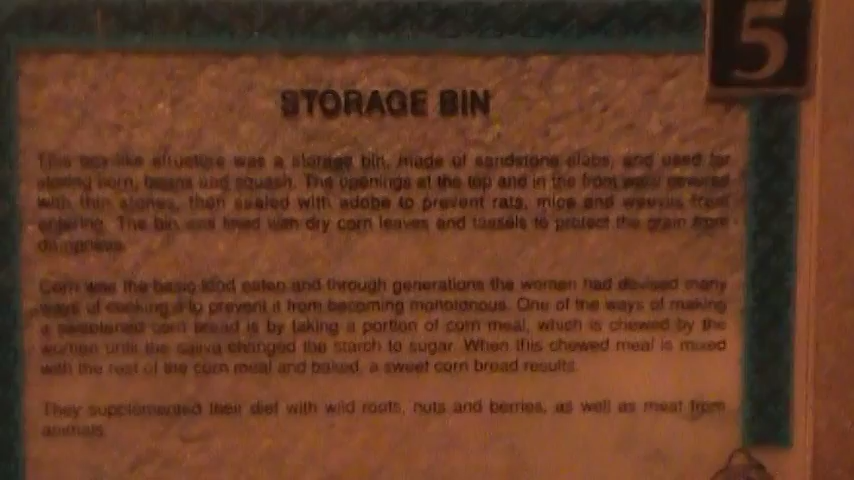 5
STORAGE BIN
This box-like structure was a storage bin, made of sandstone slabs, and used for
storing corn, beans and squash. The openings at the top and in the front were covered
with thin stones, then sealed with adobe to prevent rats, mice and weevils from
entering. The bin was lined with dry corn leaves and tassels to protect the grain from
dampness.
Corn was the basic food eaten and through generations the women had devised many
ways of cooking it to prevent it from becoming monotonous. One of the ways of making
a sweetened corn bread is by taking a portion of corn meal, which is chewed by the
women until the saliva changed the starch to sugar. When this chewed meal is mixed
with the rest of the corn meal and baked, a sweet corn bread results.
They supplemented their diet with wild roots, nuts and berries, as well as meat from
animals.